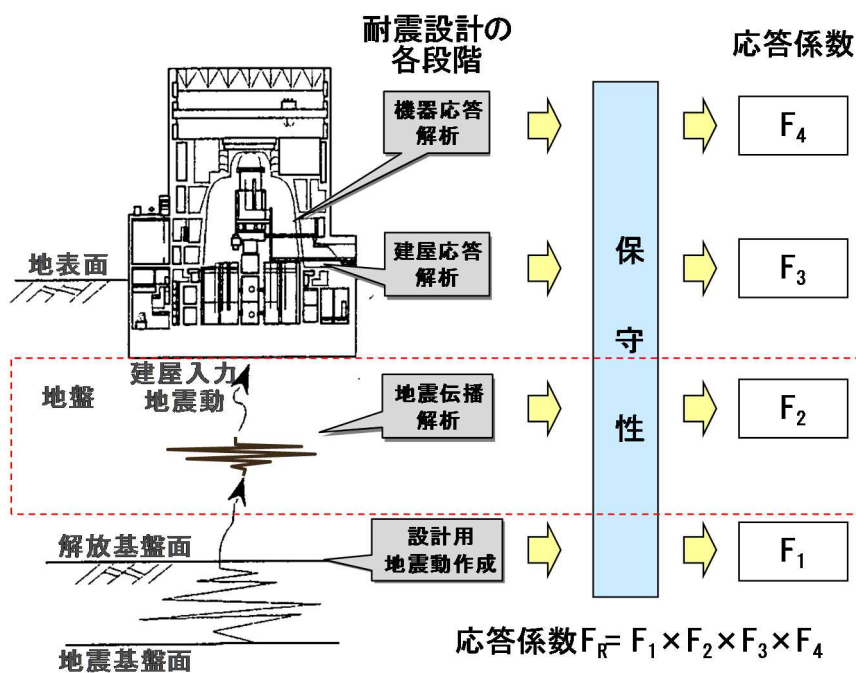 耐震設計の
各段階
応答係数
機器応答
解析
F4
建屋応答
解析
保守性
F3
地表面
建屋入力
地震動
地盤
地震伝播
解析
F2
設計用
地震動作成
F1
解放基盤面
地震基盤面
応答係数FR= F1×F2×F3×F4